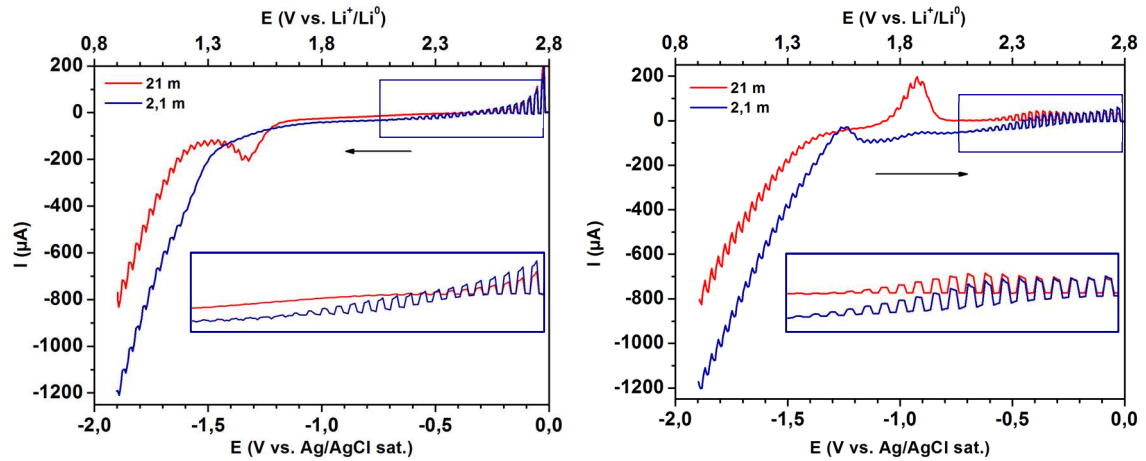 E (V vs. Li⁺/Li⁰)
0,8 1,3 1,8 2,3 2,8
200
0
-200
-400
-600
-800
-1000
-1200
I (µA)
21 m
2,1 m
-2,0 -1,5 -1,0 -0,5 0,0
E (V vs. Ag/AgCl sat.)
E (V vs. Li⁺/Li⁰)
0,8 1,3 1,8 2,3 2,8
200
0
-200
-400
-600
-800
-1000
-1200
I (µA)
21 m
2,1 m
-2,0 -1,5 -1,0 -0,5 0,0
E (V vs. Ag/AgCl sat.)